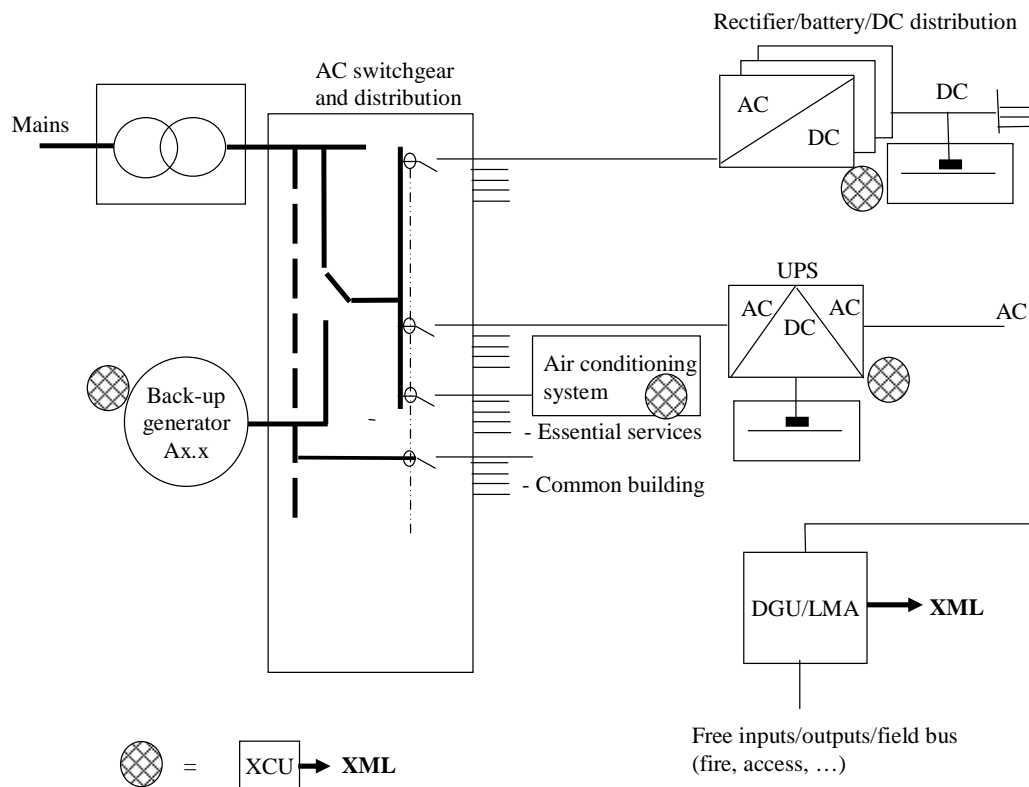 Rectifier/battery/DC distribution
AC switchgear
and distribution
Mains
AC
DC
DC
UPS
AC
DC
AC
AC
Air conditioning
system
Back-up
generator
Ax.x
- Essential services
- Common building
DGU/LMA
XML
Free inputs/outputs/field bus
(fire, access, …)
=
XCU
XML